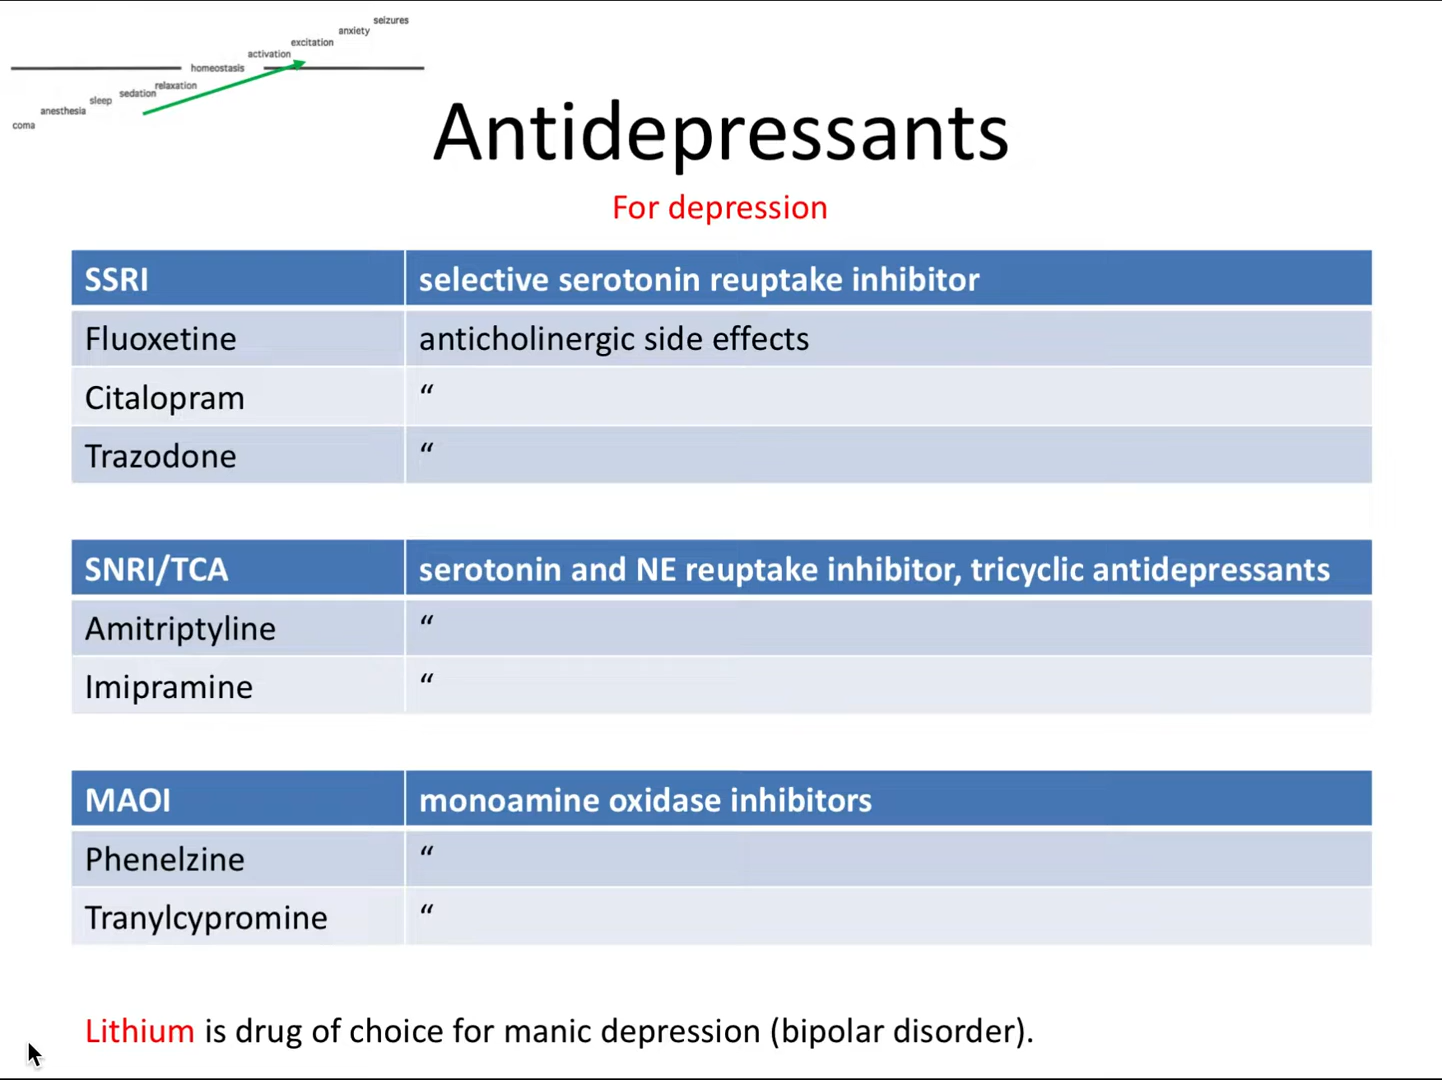 seizures
anxiety
excitation
activation
homeostasis
relaxation
sedation
sleep
anesthesia
coma
Antidepressants
For depression
SSRI selective serotonin reuptake inhibitor
Fluoxetine anticholinergic side effects
Citalopram “
Trazodone “
SNRI/TCA serotonin and NE reuptake inhibitor, tricyclic antidepressants
Amitriptyline “
Imipramine “
MAOI monoamine oxidase inhibitors
Phenelzine “
Tranylcypromine “
Lithium is drug of choice for manic depression (bipolar disorder).